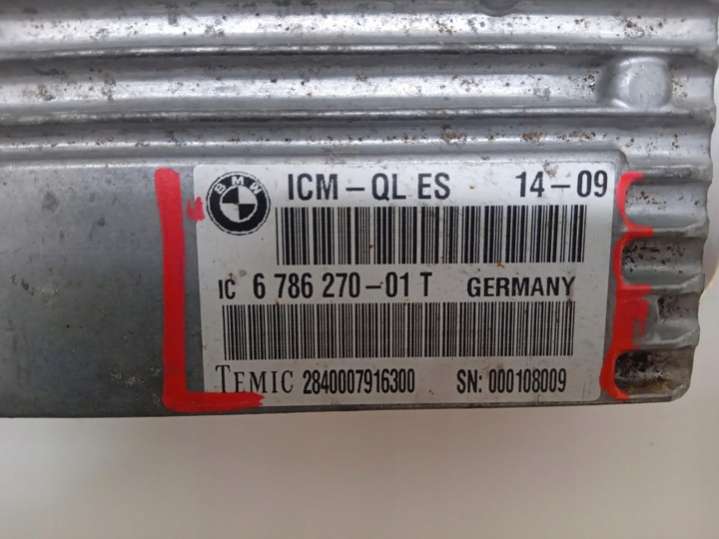 BMW
ICM-QL ES 14-09
IC 6 786 270-01 T GERMANY
TEMIC 2840007916300 SN: 000108009